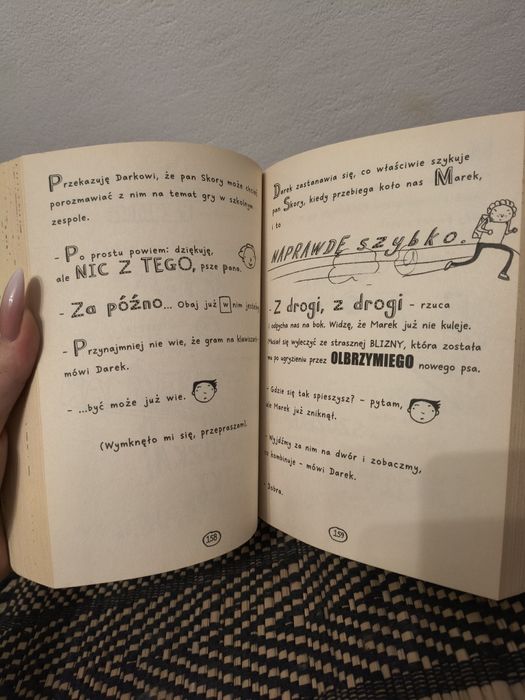 Przekazuję Darkowi, że pan Skory może chcieć
porozmawiać z nim na temat gry w szkolnym
zespole.
- Po prostu powiem: dziękuję,
ale NIC Z TEGO, psze pana.
- Za późno... Obaj już w nim jesteśmy
- Przynajmniej nie wie, że gram na klawiszach
mówi Darek.
- ...być może już wie.
(Wymknęło mi się, przepraszam).
158
Darek zastanawia się, co właściwie szykuje
pan Skory, kiedy przebiega koło nas Marek,
i to
NAPRAWDĘ szybko.
- Z drogi, z drogi - rzuca
i odpycha nas na bok. Widzę, że Marek już nie kuleje.
Musiał się wyleczyć ze strasznej BLIZNY, która została
mu po ugryzieniu przez OLBRZYMIEGO nowego psa.
- Gdzie się tak spieszysz? - pytam,
ale Marek już zniknął.
- Wyjdźmy za nim na dwór i zobaczmy,
co kombinuje - mówi Darek.
- Dobra.
159